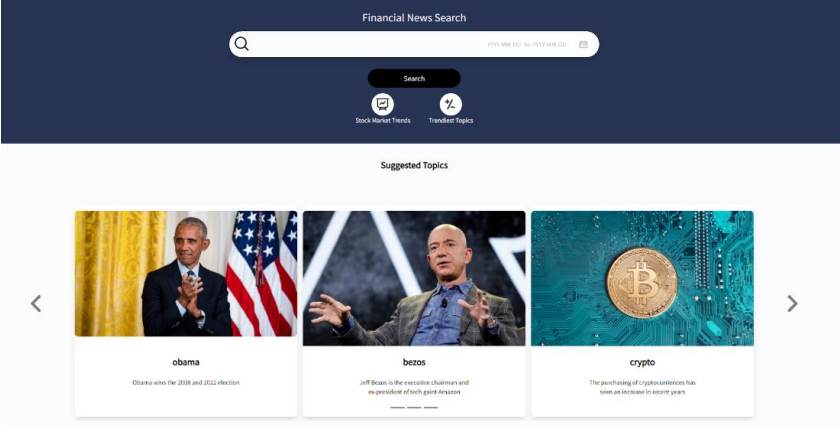 Financial News Search
YYYY-MM-DD to YYYY-MM-DD
Search
Stock Market Trends
Trendiest Topics
Suggested Topics
obama
Obama wins the 2008 and 2012 election
bezos
Jeff Bezos is the executive chairman and
ex-president of tech gaint Amazon
crypto
The purchasing of cryptocurrencies has
seen an increase in recent years